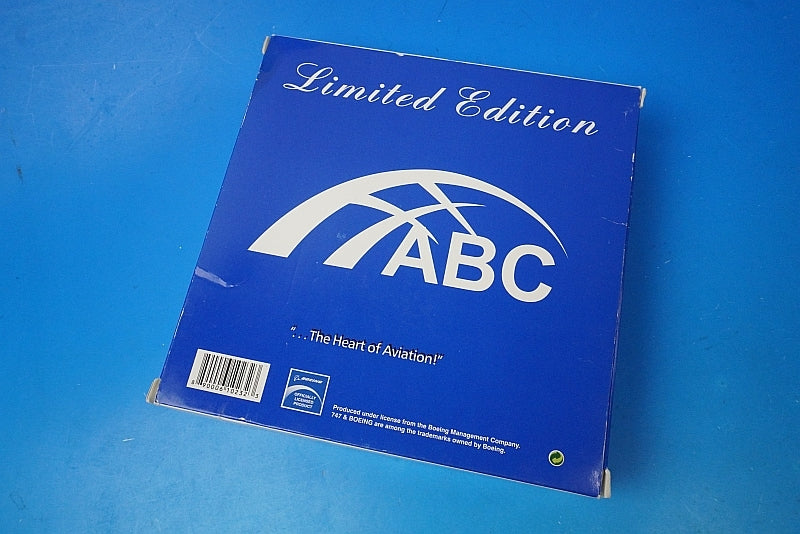 Limited Edition
ABC
"...The Heart of Aviation!"
BOEING
OFFICIALLY
LICENSED
PRODUCT
Produced under license from the Boeing Management Company.
747 & BOEING are among the trademarks owned by Boeing.